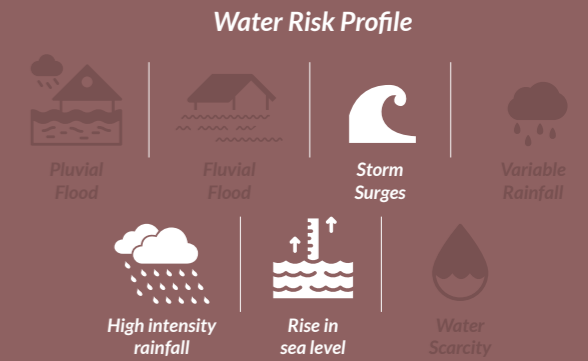 Water Risk Profile
Pluvial
Flood
Fluvial
Flood
Storm
Surges
Variable
Rainfall
High intensity
rainfall
Rise in
sea level
Water
Scarcity